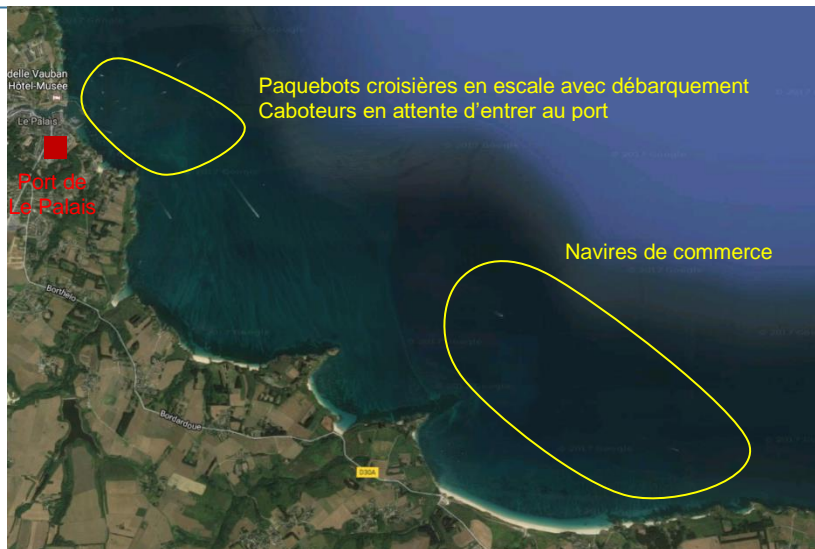 delle Vauban
Hôtel-Musée
Le Palais
Port de
Le Palais
Paquebots croisières en escale avec débarquement
Caboteurs en attente d’entrer au port
Navires de commerce
Borthelo
Bordardoue
D30A